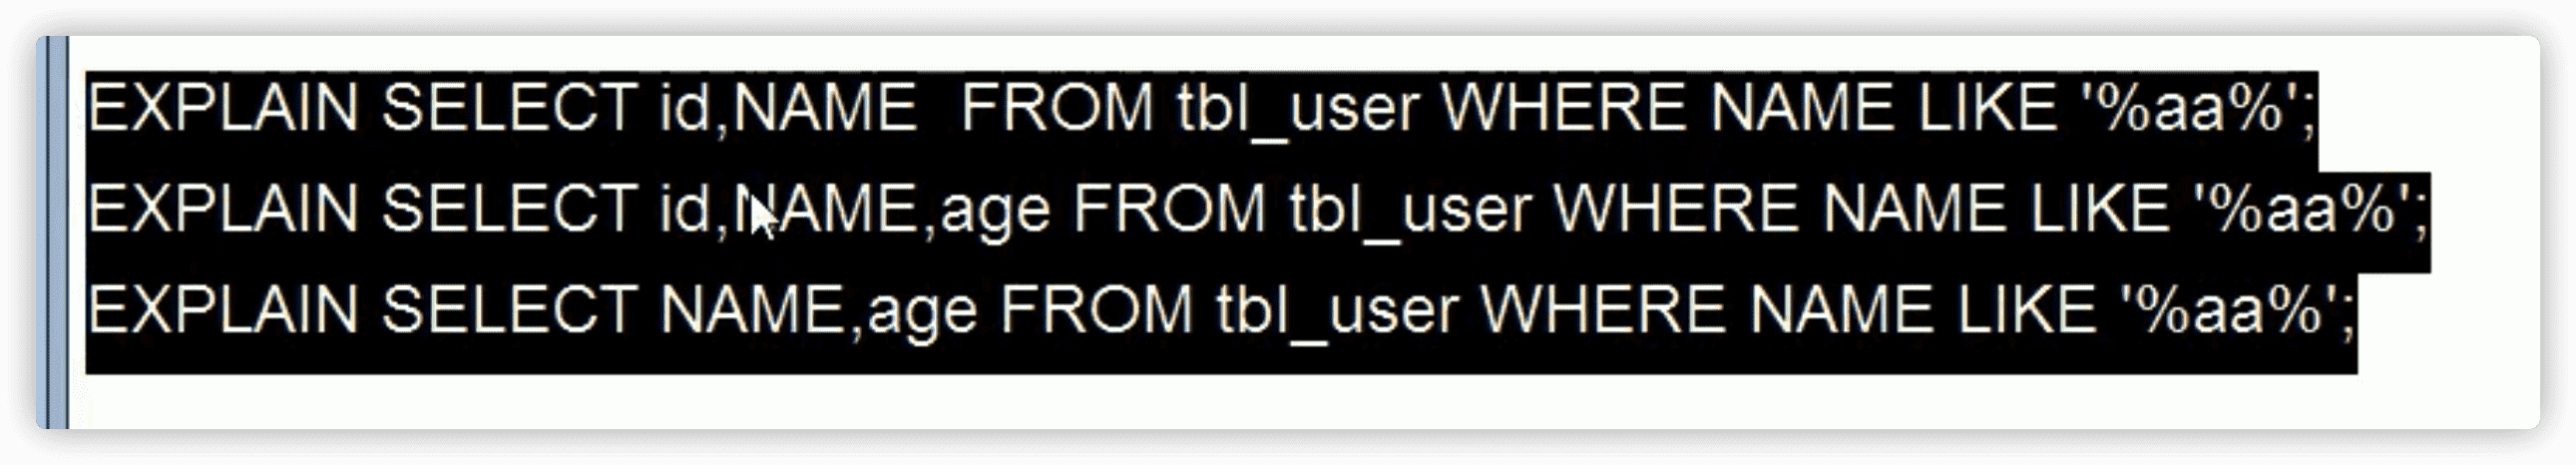 EXPLAIN SELECT id,NAME  FROM tbl_user WHERE NAME LIKE '%aa%';
EXPLAIN SELECT id,NAME,age FROM tbl_user WHERE NAME LIKE '%aa%';
EXPLAIN SELECT NAME,age FROM tbl_user WHERE NAME LIKE '%aa%';